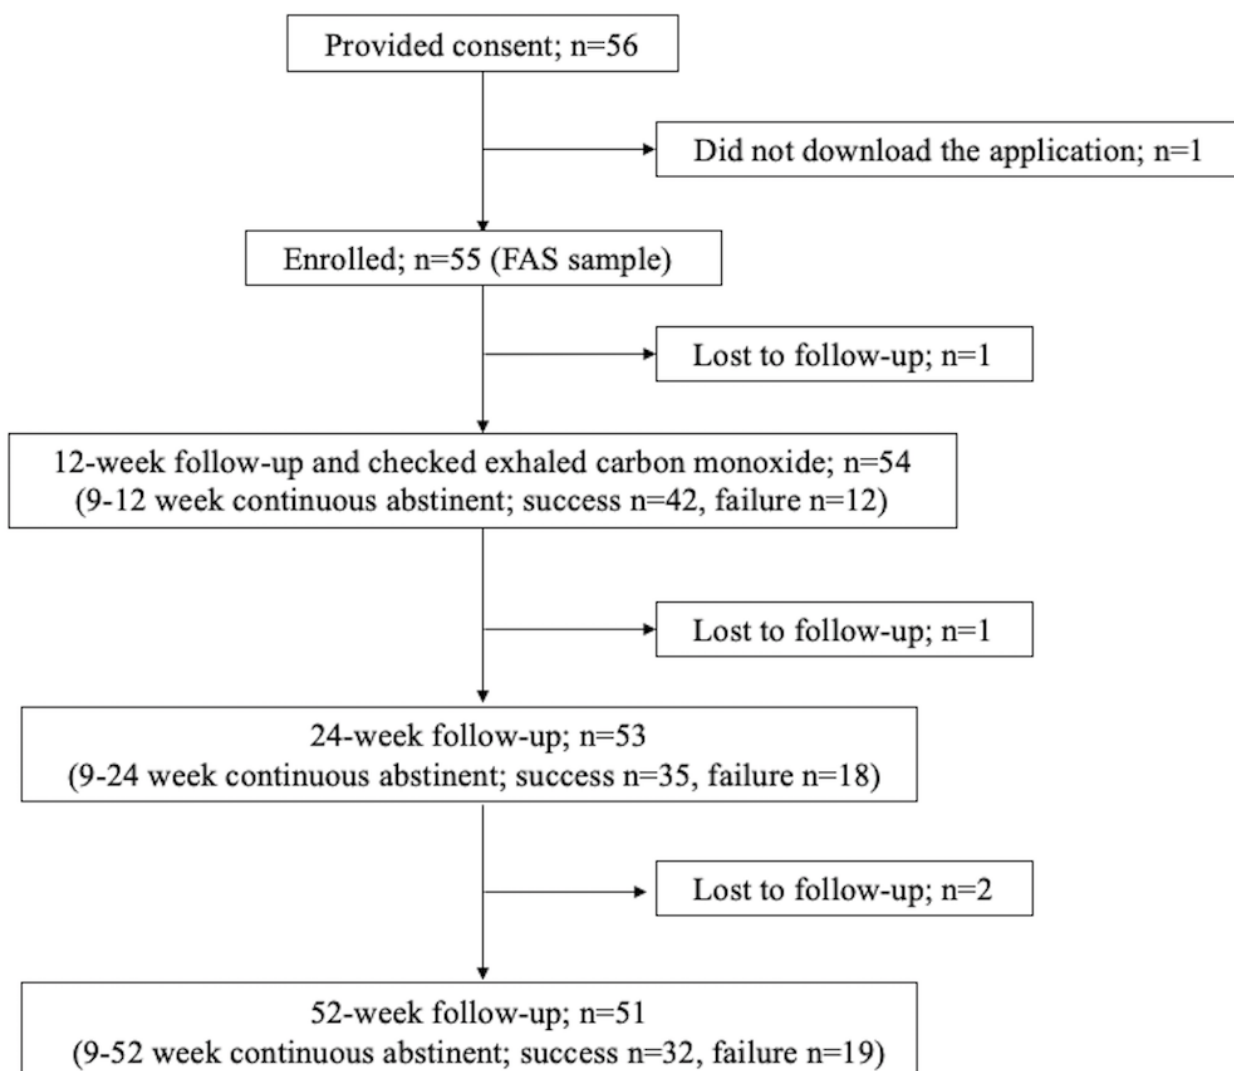 Provided consent; n=56
Did not download the application; n=1
Enrolled; n=55 (FAS sample)
Lost to follow-up; n=1
12-week follow-up and checked exhaled carbon monoxide; n=54
(9-12 week continuous abstinent; success n=42, failure n=12)
Lost to follow-up; n=1
24-week follow-up; n=53
(9-24 week continuous abstinent; success n=35, failure n=18)
Lost to follow-up; n=2
52-week follow-up; n=51
(9-52 week continuous abstinent; success n=32, failure n=19)